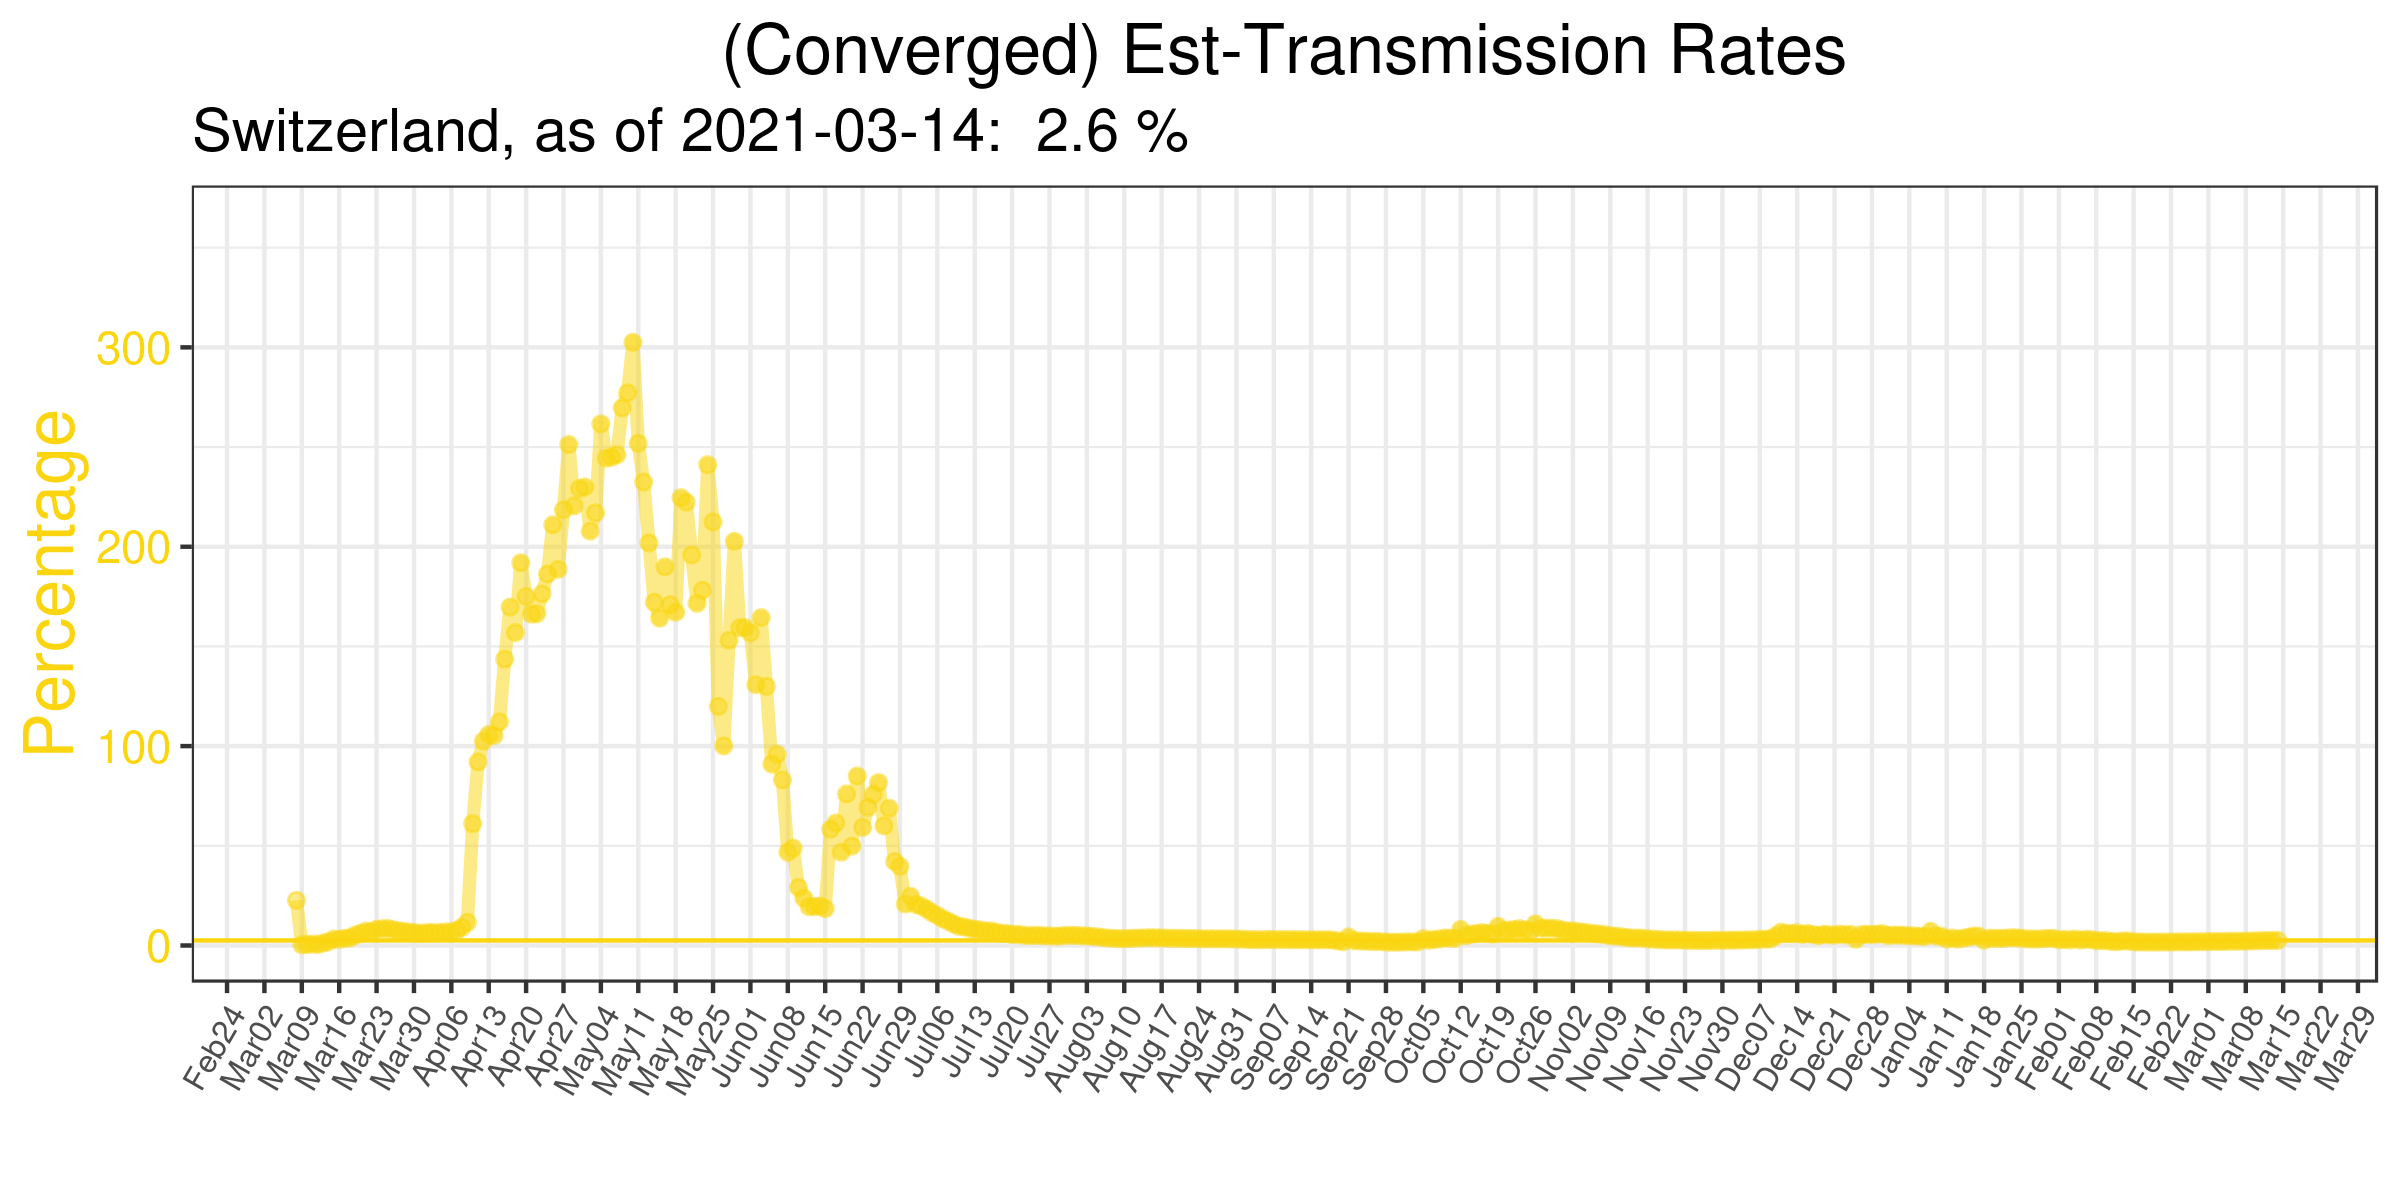 (Converged) Est-Transmission Rates
Switzerland, as of 2021-03-14:  2.6 %
Percentage
300
200
100
0
Feb24
Mar02
Mar09
Mar16
Mar23
Mar30
Apr06
Apr13
Apr20
Apr27
May04
May11
May18
May25
Jun01
Jun08
Jun15
Jun22
Jun29
Jul06
Jul13
Jul20
Jul27
Aug03
Aug10
Aug17
Aug24
Aug31
Sep07
Sep14
Sep21
Sep28
Oct05
Oct12
Oct19
Oct26
Nov02
Nov09
Nov16
Nov23
Nov30
Dec07
Dec14
Dec21
Dec28
Jan04
Jan11
Jan18
Jan25
Feb01
Feb08
Feb15
Feb22
Mar01
Mar08
Mar15
Mar22
Mar29